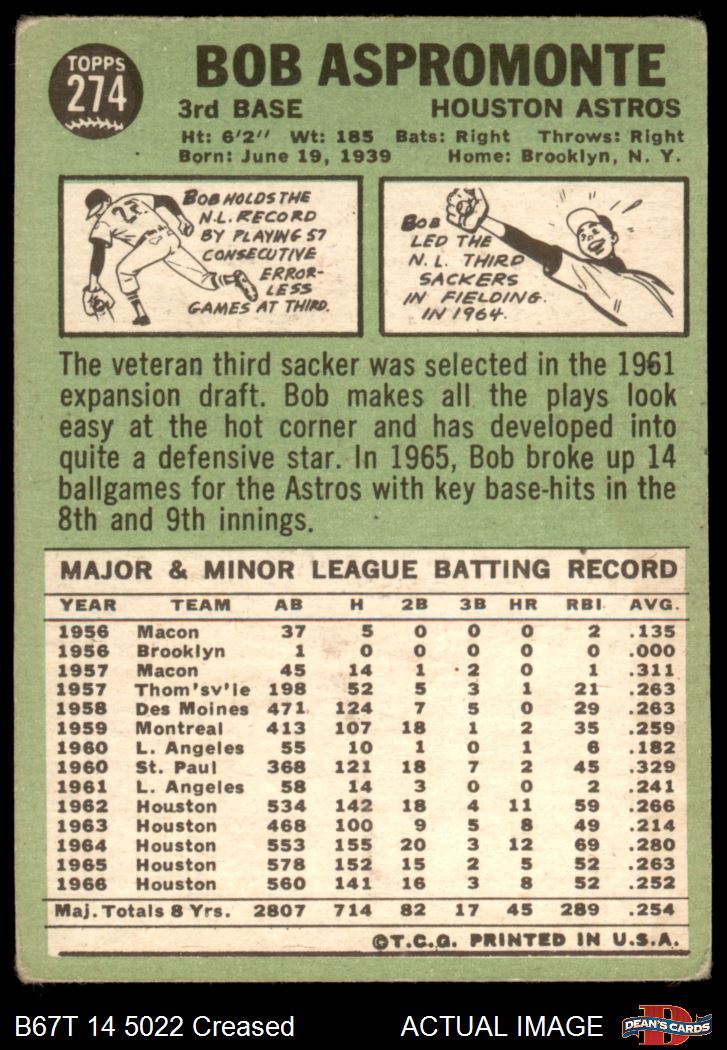 TOPPS
274
BOB ASPROMONTE
3rd BASE HOUSTON ASTROS
Ht: 6'2" Wt: 185 Bats: Right Throws: Right
Born: June 19, 1939 Home: Brooklyn, N. Y.
BOB HOLDS THE
N.L. RECORD
BY PLAYING 57
CONSECUTIVE
ERROR-
LESS
GAMES AT THIRD.
BOB
LED THE
N.L. THIRD
SACKERS
IN FIELDING
IN 1964.
The veteran third sacker was selected in the 1961
expansion draft. Bob makes all the plays look
easy at the hot corner and has developed into
quite a defensive star. In 1965, Bob broke up 14
ballgames for the Astros with key base-hits in the
8th and 9th innings.
MAJOR & MINOR LEAGUE BATTING RECORD
YEAR TEAM AB H 2B 3B HR RBI AVG.
1956 Macon 37 5 0 0 0 2 .135
1956 Brooklyn 1 0 0 0 0 0 .000
1957 Macon 45 14 1 2 0 1 .311
1957 Thom'sv'le 198 52 5 3 1 21 .263
1958 Des Moines 471 124 7 5 0 29 .263
1959 Montreal 413 107 18 1 2 35 .259
1960 L. Angeles 55 10 1 0 1 6 .182
1960 St. Paul 368 121 18 7 2 45 .329
1961 L. Angeles 58 14 3 0 0 2 .241
1962 Houston 534 142 18 4 11 59 .266
1963 Houston 468 100 9 5 8 49 .214
1964 Houston 553 155 20 3 12 69 .280
1965 Houston 578 152 15 2 5 52 .263
1966 Houston 560 141 16 3 8 52 .252
Maj. Totals 8 Yrs. 2807 714 82 17 45 289 .254
©T.C.G. PRINTED IN U.S.A.
B67T 14 5022 Creased ACTUAL IMAGE
D
DEAN'S CARDS